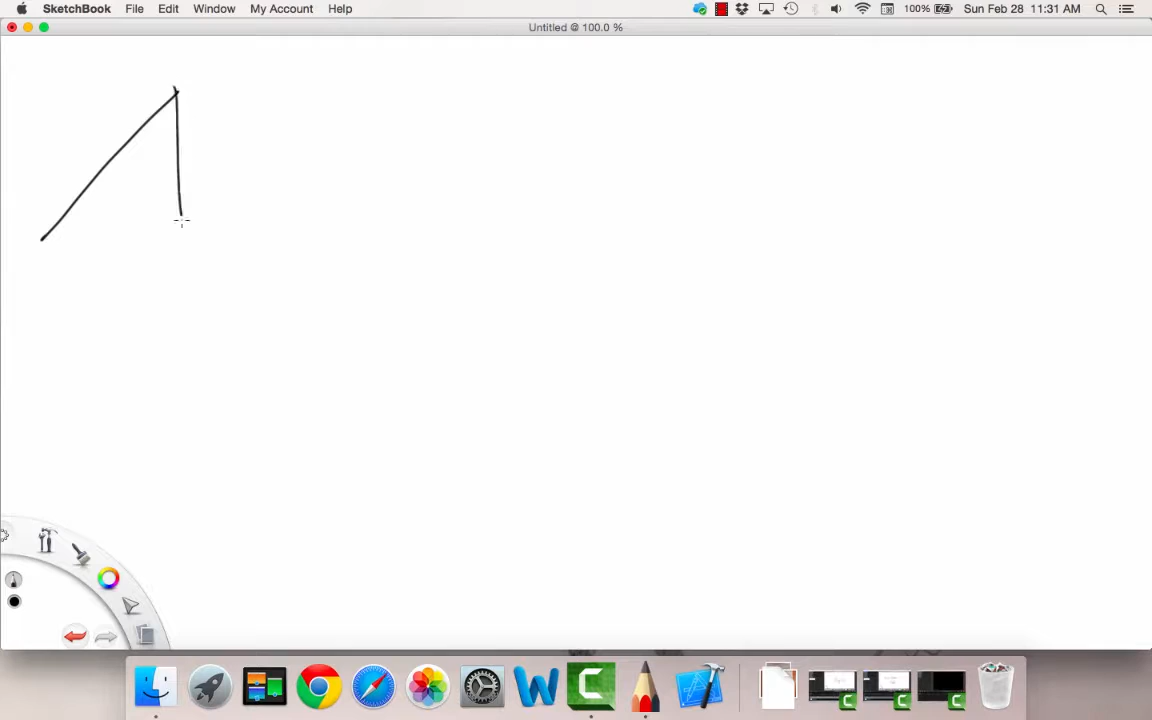 SketchBook File Edit Window My Account Help 100% Sun Feb 28 11:31 AM
Untitled @ 100.0 %